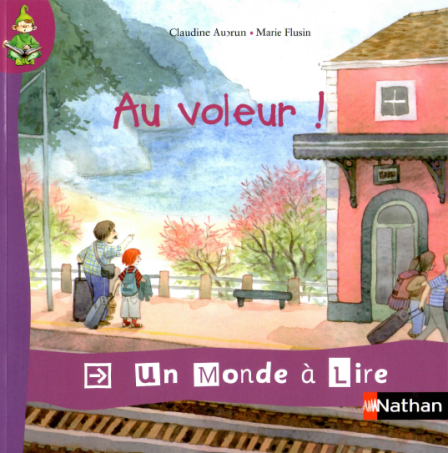 Claudine Aubrun • Marie Flusin
Au voleur !
Un Monde à Lire
Nathan